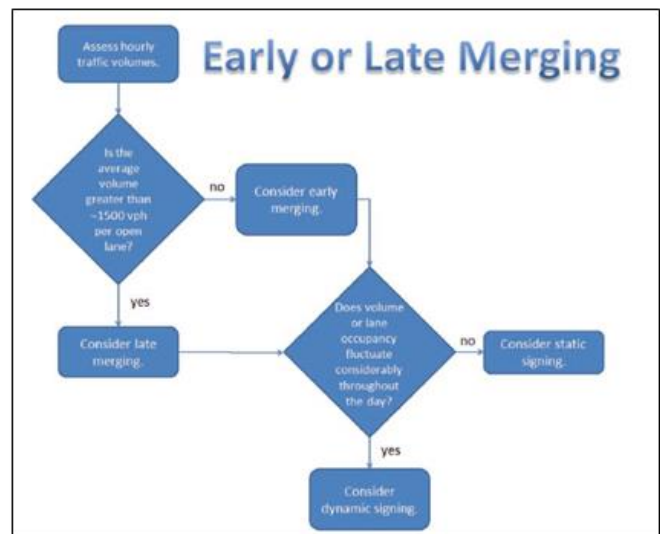 Early or Late Merging
Assess hourly
traffic volumes.
Is the
average
volume
greater than
~1500 vph
per open
lane?
no
Consider early
merging.
yes
Consider late
merging.
Does volume
or lane
occupancy
fluctuate
considerably
throughout
the day?
no
Consider static
signing.
yes
Consider
dynamic signing.